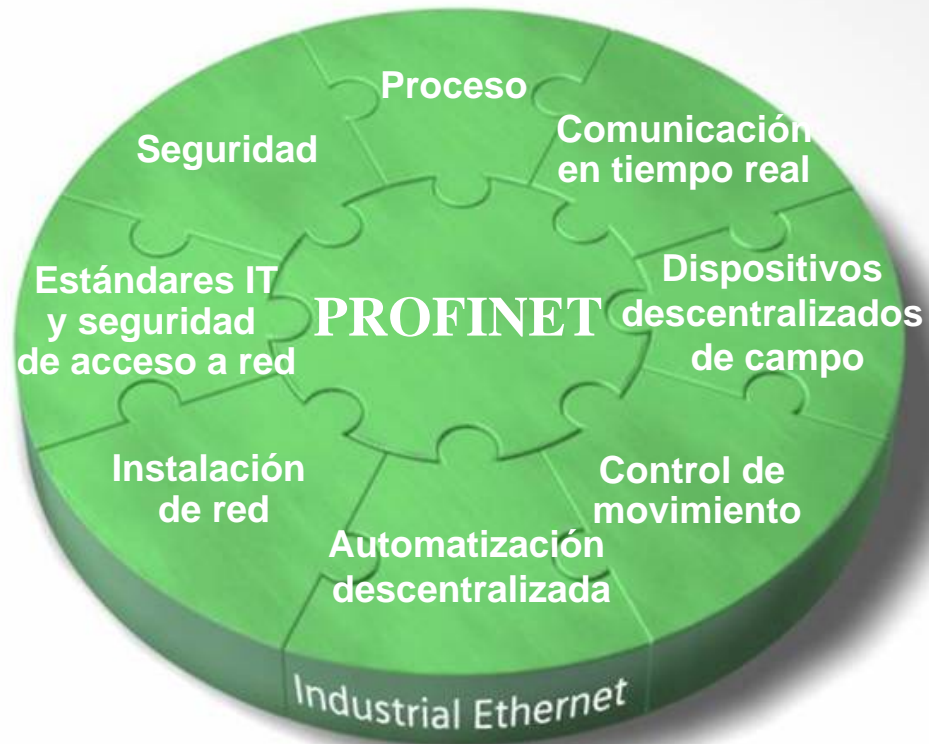 Proceso
Comunicación
en tiempo real
Seguridad
Dispositivos
descentralizados
de campo
Estándares IT
y seguridad
de acceso a red
PROFINET
Control de
movimiento
Instalación
de red
Automatización
descentralizada
Industrial Ethernet